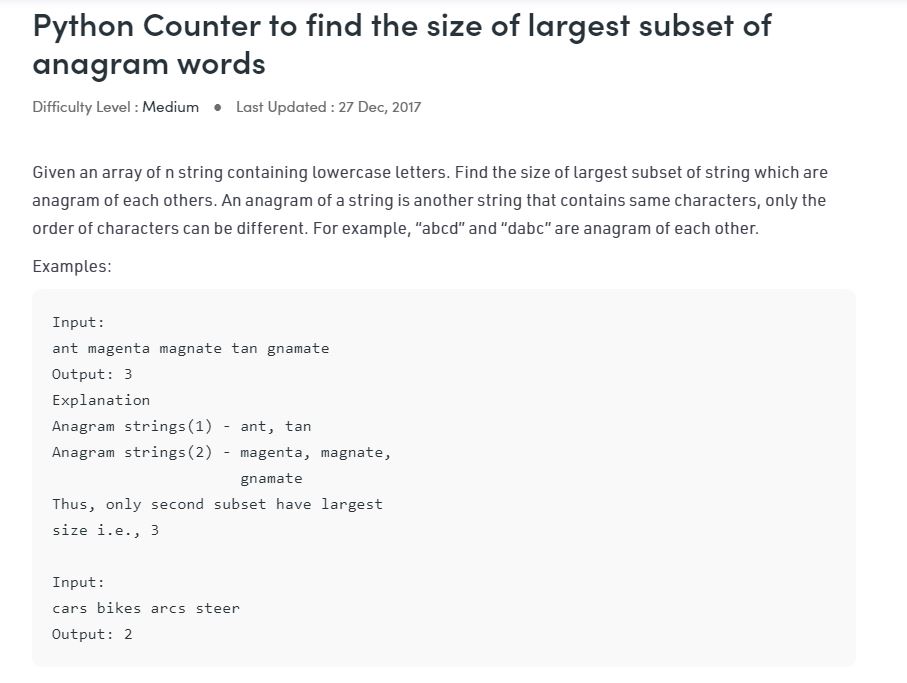 Python Counter to find the size of largest subset of
anagram words
Difficulty Level : Medium ● Last Updated : 27 Dec, 2017
Given an array of n string containing lowercase letters. Find the size of largest subset of string which are
anagram of each others. An anagram of a string is another string that contains same characters, only the
order of characters can be different. For example, “abcd” and “dabc” are anagram of each other.
Examples:
Input:
ant magenta magnate tan gnamate
Output: 3
Explanation
Anagram strings(1) - ant, tan
Anagram strings(2) - magenta, magnate,
gnamate
Thus, only second subset have largest
size i.e., 3
Input:
cars bikes arcs steer
Output: 2